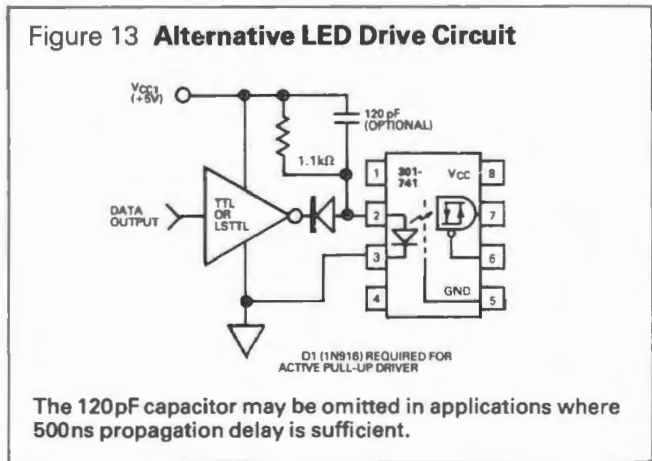 Figure 13 Alternative LED Drive Circuit
VCC1
(+5V)
120 pF
(OPTIONAL)
1.1kΩ
DATA
OUTPUT
TTL
OR
LSTTL
301-
741
VCC
GND
1
2
3
4
8
7
6
5
D1 (1N916) REQUIRED FOR
ACTIVE PULL-UP DRIVER
The 120pF capacitor may be omitted in applications where
500ns propagation delay is sufficient.